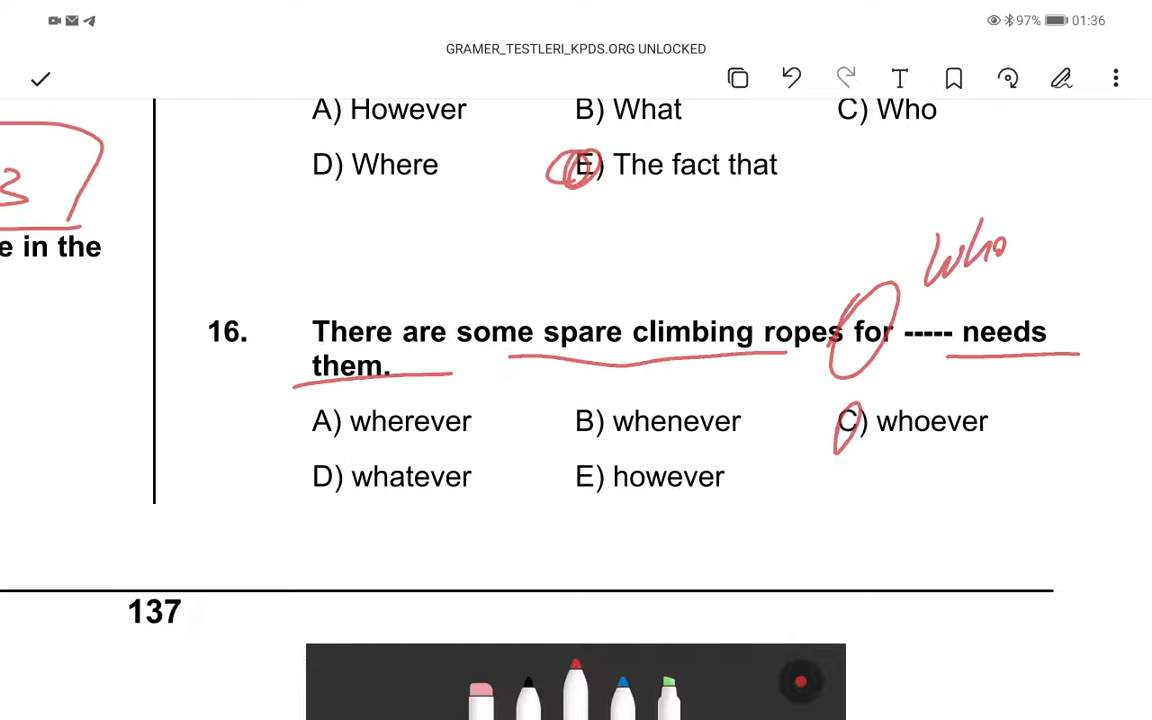 97% 01:36
GRAMER_TESTLERI_KPDS.ORG UNLOCKED
T
3
e in the
A) However B) What C) Who
D) Where E) The fact that
who
16. There are some spare climbing ropes for ----- needs
them.
A) wherever B) whenever C) whoever
D) whatever E) however
137